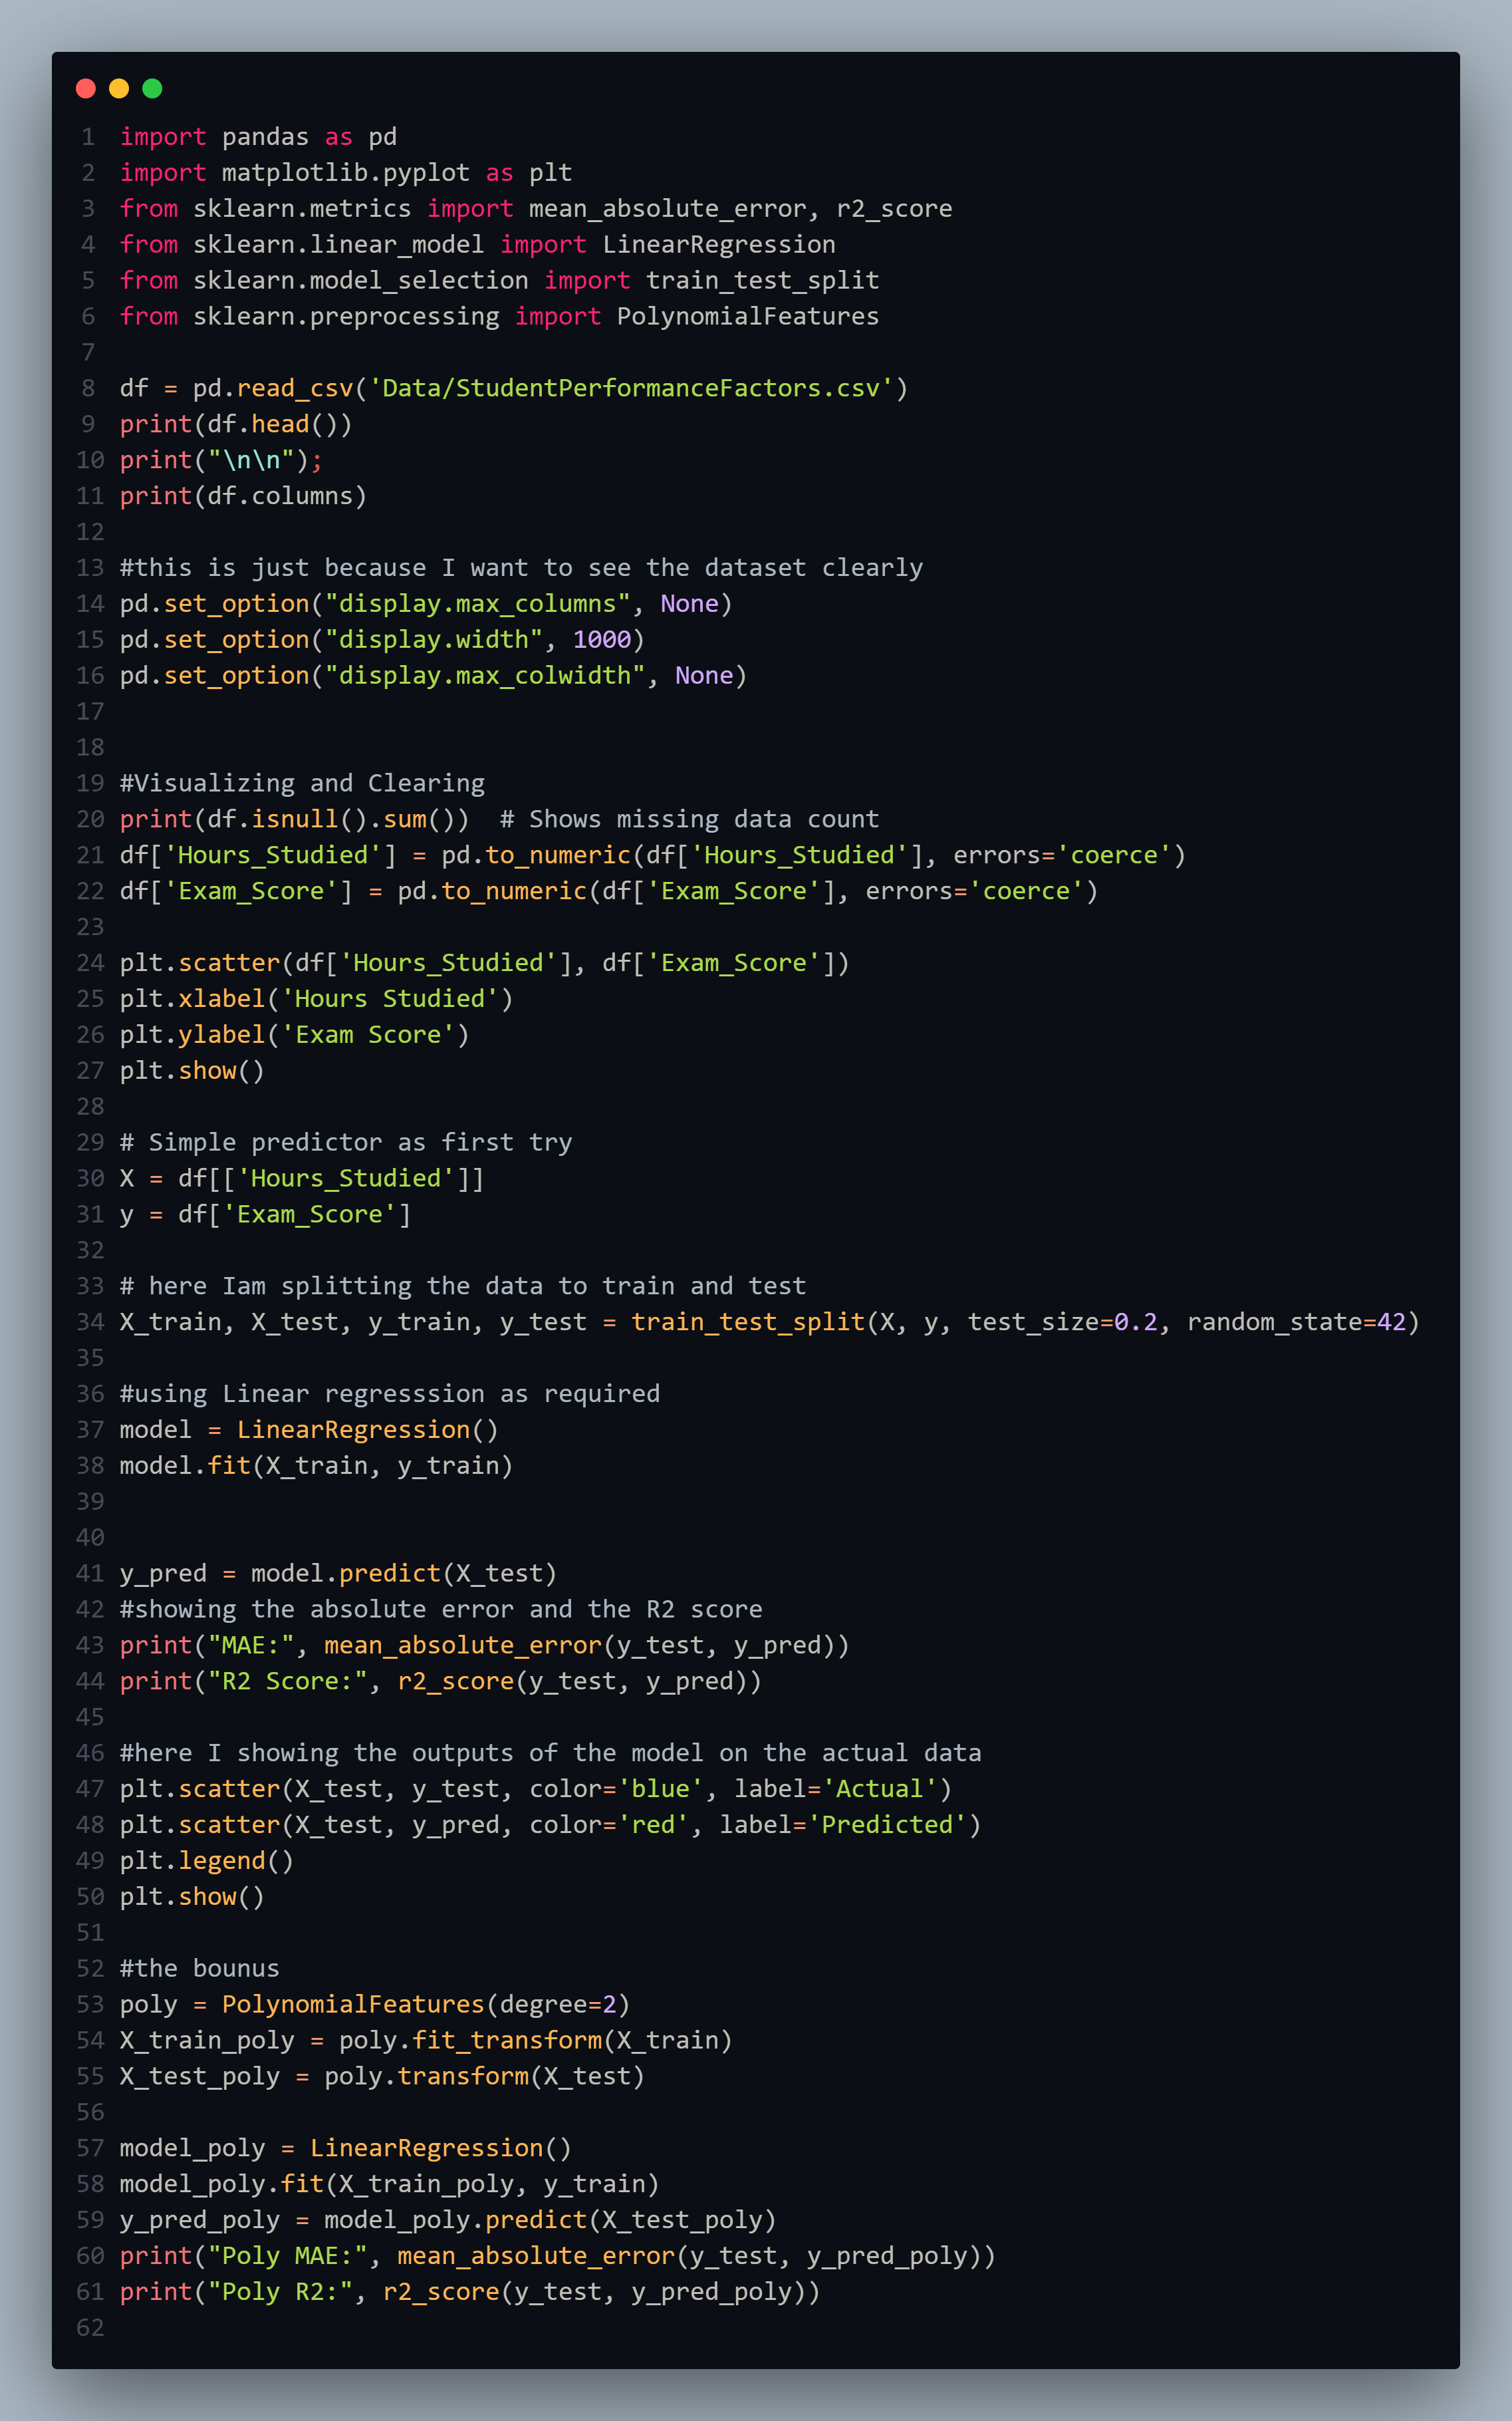 1 import pandas as pd
2 import matplotlib.pyplot as plt
3 from sklearn.metrics import mean_absolute_error, r2_score
4 from sklearn.linear_model import LinearRegression
5 from sklearn.model_selection import train_test_split
6 from sklearn.preprocessing import PolynomialFeatures
7
8 df = pd.read_csv('Data/StudentPerformanceFactors.csv')
9 print(df.head())
10 print("\n\n");
11 print(df.columns)
12
13 #this is just because I want to see the dataset clearly
14 pd.set_option("display.max_columns", None)
15 pd.set_option("display.width", 1000)
16 pd.set_option("display.max_colwidth", None)
17
18
19 #Visualizing and Clearing
20 print(df.isnull().sum())  # Shows missing data count
21 df['Hours_Studied'] = pd.to_numeric(df['Hours_Studied'], errors='coerce')
22 df['Exam_Score'] = pd.to_numeric(df['Exam_Score'], errors='coerce')
23
24 plt.scatter(df['Hours_Studied'], df['Exam_Score'])
25 plt.xlabel('Hours Studied')
26 plt.ylabel('Exam Score')
27 plt.show()
28
29 # Simple predictor as first try
30 X = df[['Hours_Studied']]
31 y = df['Exam_Score']
32
33 # here Iam splitting the data to train and test
34 X_train, X_test, y_train, y_test = train_test_split(X, y, test_size=0.2, random_state=42)
35
36 #using Linear regresssion as required
37 model = LinearRegression()
38 model.fit(X_train, y_train)
39
40
41 y_pred = model.predict(X_test)
42 #showing the absolute error and the R2 score
43 print("MAE:", mean_absolute_error(y_test, y_pred))
44 print("R2 Score:", r2_score(y_test, y_pred))
45
46 #here I showing the outputs of the model on the actual data
47 plt.scatter(X_test, y_test, color='blue', label='Actual')
48 plt.scatter(X_test, y_pred, color='red', label='Predicted')
49 plt.legend()
50 plt.show()
51
52 #the bounus
53 poly = PolynomialFeatures(degree=2)
54 X_train_poly = poly.fit_transform(X_train)
55 X_test_poly = poly.transform(X_test)
56
57 model_poly = LinearRegression()
58 model_poly.fit(X_train_poly, y_train)
59 y_pred_poly = model_poly.predict(X_test_poly)
60 print("Poly MAE:", mean_absolute_error(y_test, y_pred_poly))
61 print("Poly R2:", r2_score(y_test, y_pred_poly))
62